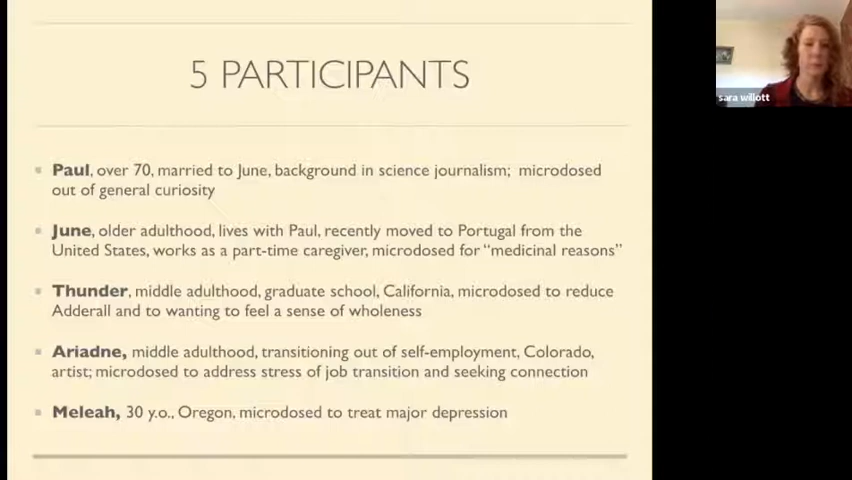 5 PARTICIPANTS
sara willott
Paul, over 70, married to June, background in science journalism; microdosed
out of general curiosity
June, older adulthood, lives with Paul, recently moved to Portugal from the
United States, works as a part-time caregiver, microdosed for “medicinal reasons”
Thunder, middle adulthood, graduate school, California, microdosed to reduce
Adderall and to wanting to feel a sense of wholeness
Ariadne, middle adulthood, transitioning out of self-employment, Colorado,
artist; microdosed to address stress of job transition and seeking connection
Meleah, 30 y.o., Oregon, microdosed to treat major depression